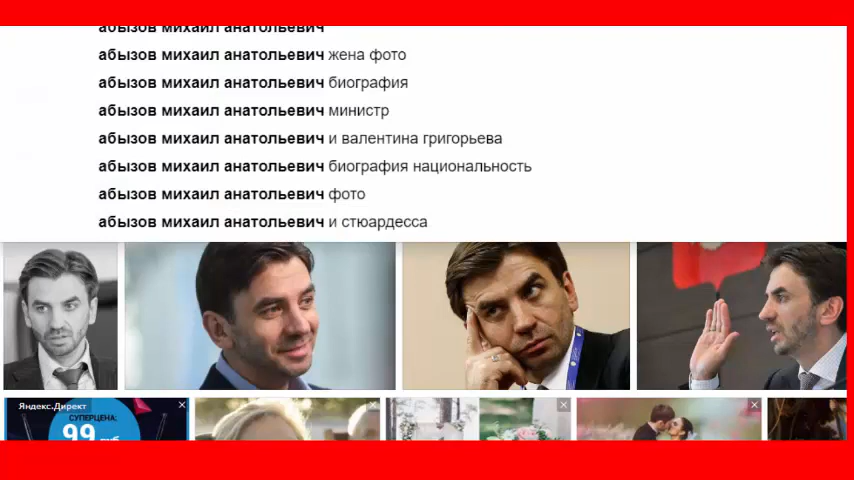 абызов михаил анатольевич
абызов михаил анатольевич жена фото
абызов михаил анатольевич биография
абызов михаил анатольевич министр
абызов михаил анатольевич и валентина григорьева
абызов михаил анатольевич биография национальность
абызов михаил анатольевич фото
абызов михаил анатольевич и стюардесса
Яндекс.Директ
СУПЕРЦЕНА:
99 руб